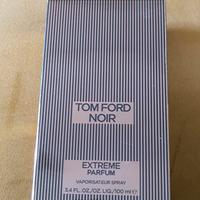 TOM FORD
NOIR
EXTREME
PARFUM
VAPORISATEUR SPRAY
3.4 FL.OZ./OZ.LIQ./100 ml ℮